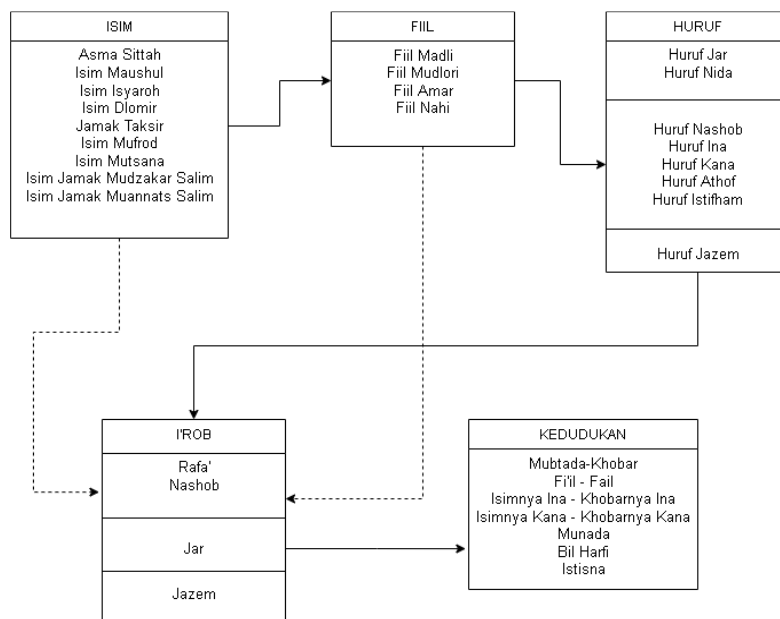 ISIM
Asma Sittah
Isim Maushul
Isim Isyaroh
Isim Dlomir
Jamak Taksir
Isim Mufrod
Isim Mutsana
Isim Jamak Mudzakar Salim
Isim Jamak Muannats Salim
FIIL
Fiil Madli
Fiil Mudlori
Fiil Amar
Fiil Nahi
HURUF
Huruf Jar
Huruf Nida
Huruf Nashob
Huruf Ina
Huruf Kana
Huruf Athof
Huruf Istifham
Huruf Jazem
I'ROB
Rafa'
Nashob
Jar
Jazem
KEDUDUKAN
Mubtada-Khobar
Fi'il - Fail
Isimnya Ina - Khobarnya Ina
Isimnya Kana - Khobarnya Kana
Munada
Bil Harfi
Istisna